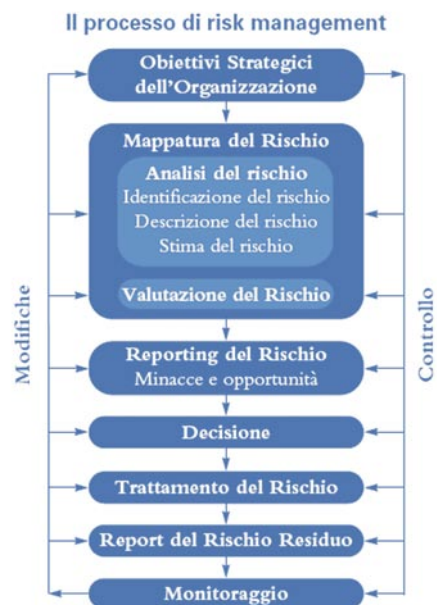 Il processo di risk management
Obiettivi Strategici
dell'Organizzazione
Mappatura del Rischio
Analisi del rischio
Identificazione del rischio
Descrizione del rischio
Stima del rischio
Valutazione del Rischio
Reporting del Rischio
Minacce e opportunità
Decisione
Trattamento del Rischio
Report del Rischio Residuo
Monitoraggio
Modifiche
Controllo